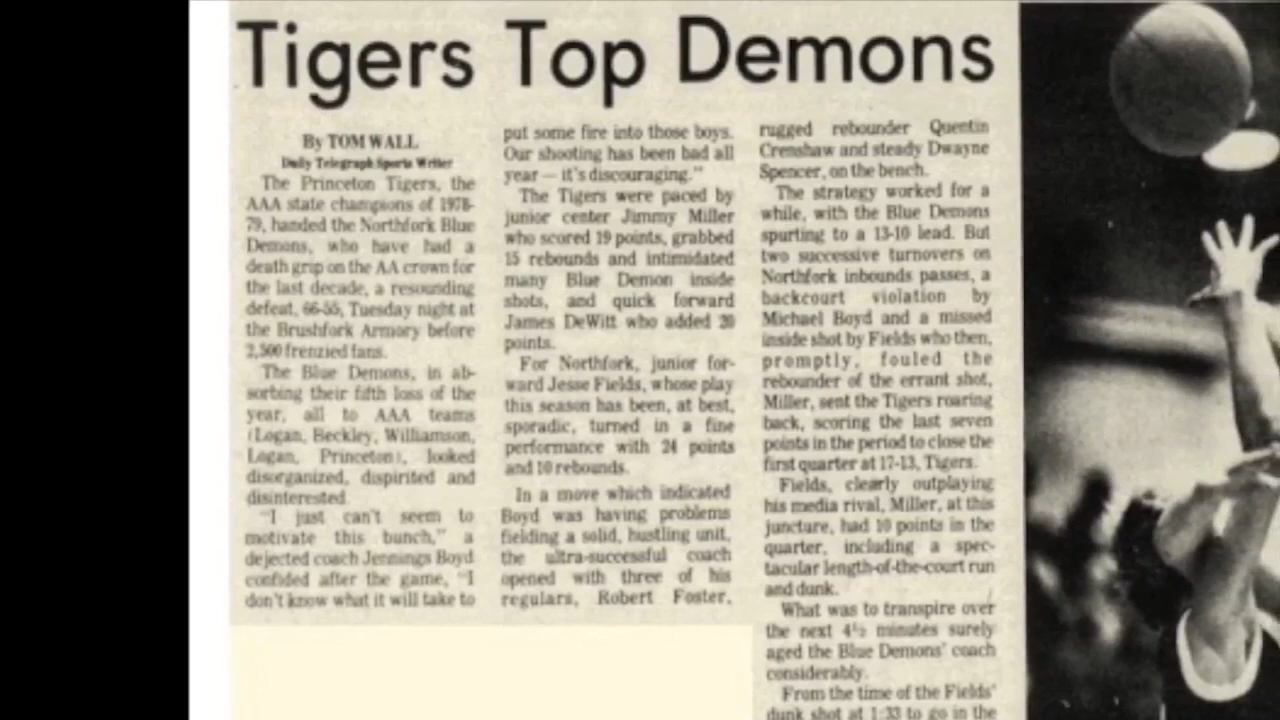 Tigers Top Demons
By TOM WALL
Daily Telegraph Sports Writer
The Princeton Tigers, the
AAA state champions of 1978-
79, handed the Northfork Blue
Demons, who have had a
death grip on the AA crown for
the last decade, a resounding
defeat, 66-55, Tuesday night at
the Brushfork Armory before
2,500 frenzied fans.
The Blue Demons, in ab-
sorbing their fifth loss of the
year, all to AAA teams
(Logan, Beckley, Williamson,
Logan, Princeton), looked
disorganized, dispirited and
disinterested.
"I just can't seem to
motivate this bunch," a
dejected coach Jennings Boyd
confided after the game, "I
don't know what it will take to
put some fire into those boys.
Our shooting has been bad all
year — it's discouraging."
The Tigers were paced by
junior center Jimmy Miller
who scored 19 points, grabbed
15 rebounds and intimidated
many Blue Demon inside
shots, and quick forward
James DeWitt who added 20
points.
For Northfork, junior for-
ward Jesse Fields, whose play
this season has been, at best,
sporadic, turned in a fine
performance with 24 points
and 10 rebounds.
In a move which indicated
Boyd was having problems
fielding a solid, hustling unit,
the ultra-successful coach
opened with three of his
regulars, Robert Foster,
rugged rebounder Quentin
Crenshaw and steady Dwayne
Spencer, on the bench.
The strategy worked for a
while, with the Blue Demons
spurting to a 13-10 lead. But
two successive turnovers on
Northfork inbounds passes, a
backcourt violation by
Michael Boyd and a missed
inside shot by Fields who then,
promptly, fouled the
rebounder of the errant shot,
Miller, sent the Tigers roaring
back, scoring the last seven
points in the period to close the
first quarter at 17-13, Tigers.
Fields, clearly outplaying
his media rival, Miller, at this
juncture, had 10 points in the
quarter, including a spec-
tacular length-of-the-court run
and dunk.
What was to transpire over
the next 4½ minutes surely
aged the Blue Demons' coach
considerably.
From the time of the Fields'
dunk shot at 1:33 to go in the